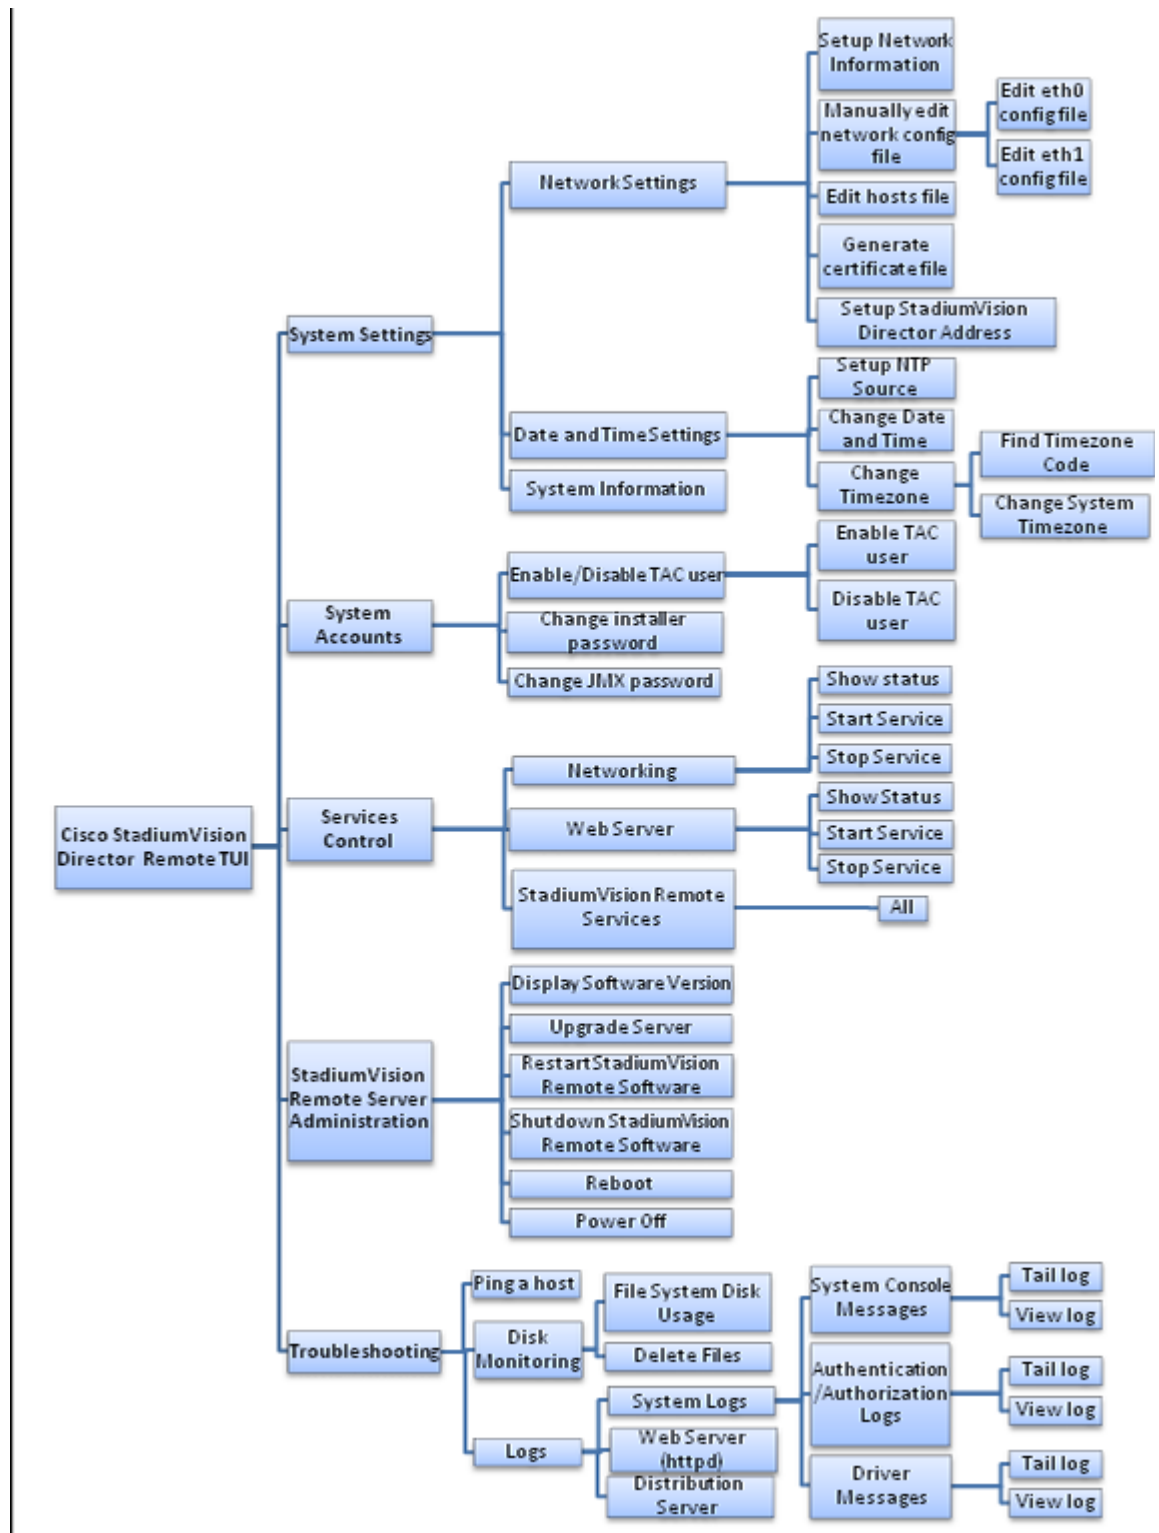 Cisco StadiumVision
Director Remote TUI
System Settings
Network Settings
Setup Network
Information
Manually edit
network config
file
Edit eth0
config file
Edit eth1
config file
Edit hosts file
Generate
certificate file
Setup StadiumVision
Director Address
Date and Time Settings
Setup NTP
Source
Change Date
and Time
Change
Timezone
Find Timezone
Code
Change System
Timezone
System Information
System
Accounts
Enable/Disable TAC user
Enable TAC
user
Disable TAC
user
Change installer
password
Change JMX password
Services
Control
Networking
Show status
Start Service
Stop Service
Web Server
Show Status
Start Service
Stop Service
StadiumVision Remote
Services
All
StadiumVision
Remote Server
Administration
Display Software Version
Upgrade Server
Restart StadiumVision
Remote Software
Shutdown StadiumVision
Remote Software
Reboot
Power Off
Troubleshooting
Ping a host
Disk
Monitoring
File System Disk
Usage
Delete Files
Logs
System Logs
System Console
Messages
Tail log
View log
Authentication
/Authorization
Logs
Tail log
View log
Driver
Messages
Tail log
View log
Web Server
(httpd)
Distribution
Server